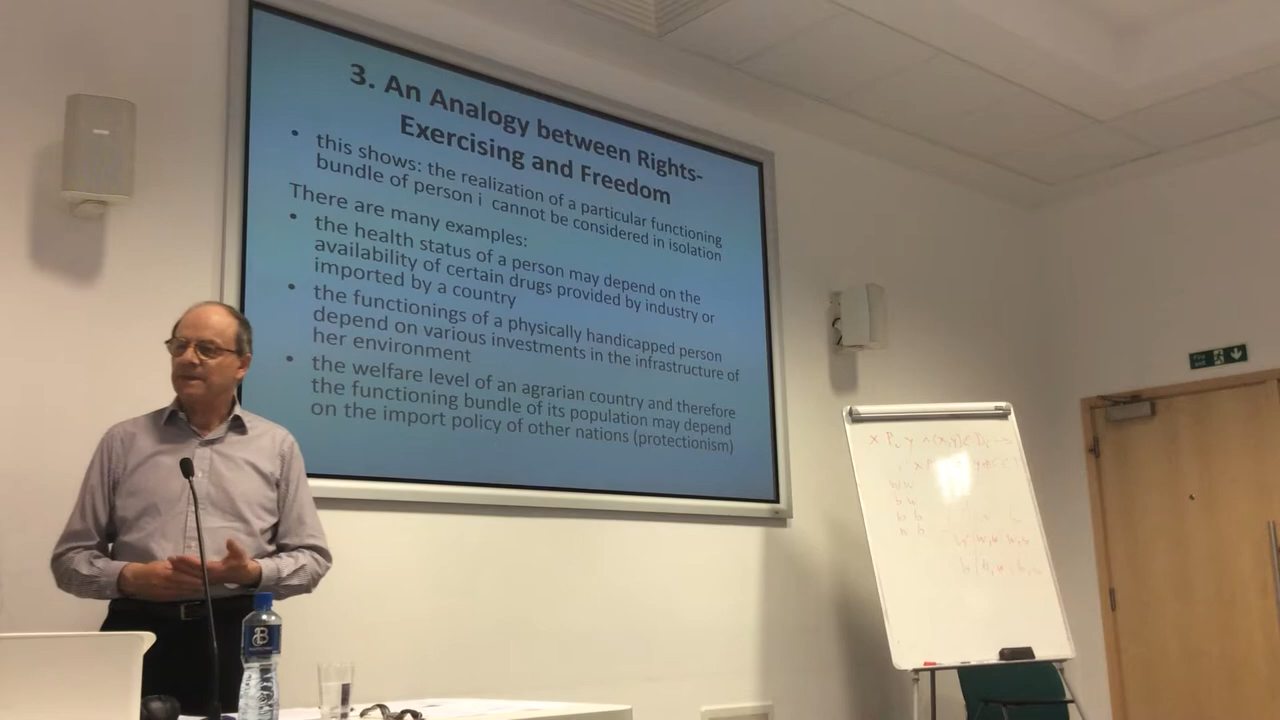 3. An Analogy between Rights-
Exercising and Freedom
• this shows: the realization of a particular functioning
bundle of person i cannot be considered in isolation
There are many examples:
• the health status of a person may depend on the
availability of certain drugs provided by industry or
imported by a country
• the functionings of a physically handicapped person
depend on various investments in the infrastructure of
her environment
• the welfare level of an agrarian country and therefore
the functioning bundle of its population may depend
on the import policy of other nations (protectionism)
b w
b w
b b
B